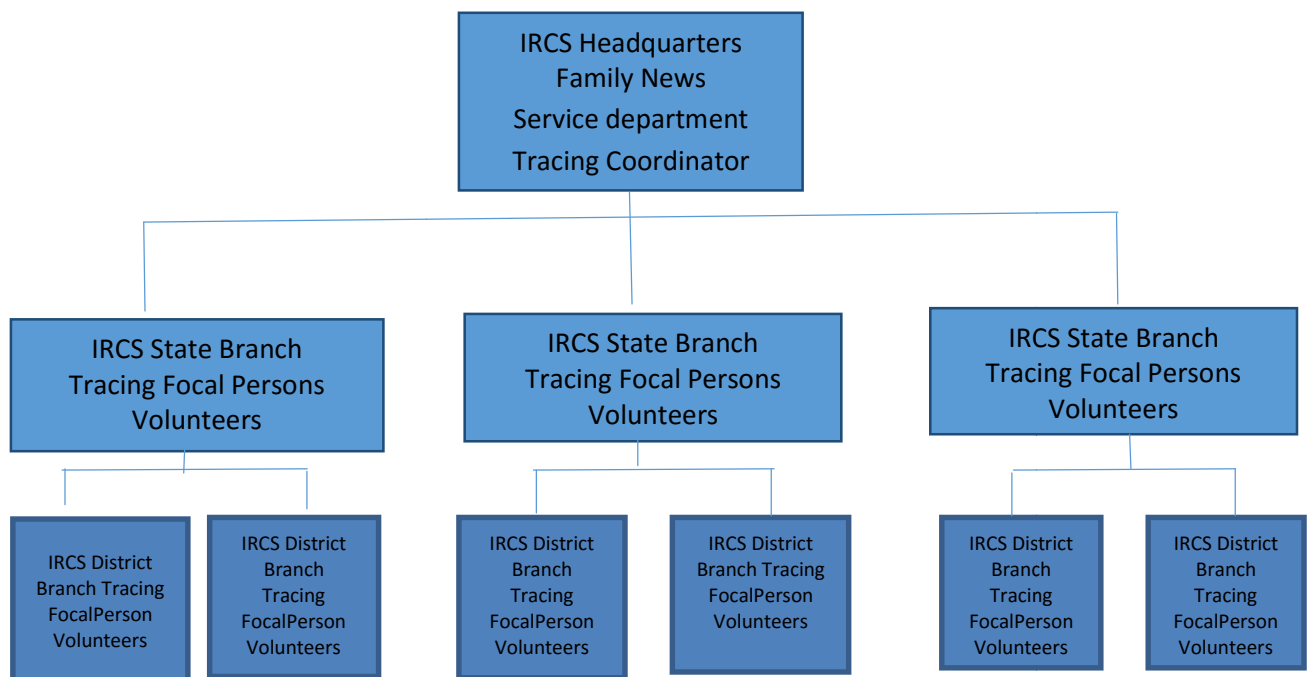 IRCS Headquarters
Family News
Service department
Tracing Coordinator
IRCS State Branch
Tracing Focal Persons
Volunteers
IRCS State Branch
Tracing Focal Persons
Volunteers
IRCS State Branch
Tracing Focal Persons
Volunteers
IRCS District
Branch Tracing
FocalPerson
Volunteers
IRCS District
Branch
Tracing
FocalPerson
Volunteers
IRCS District
Branch
Tracing
FocalPerson
Volunteers
IRCS District
Branch Tracing
FocalPerson
Volunteers
IRCS District
Branch
Tracing
FocalPerson
Volunteers
IRCS District
Branch
Tracing
FocalPerson
Volunteers